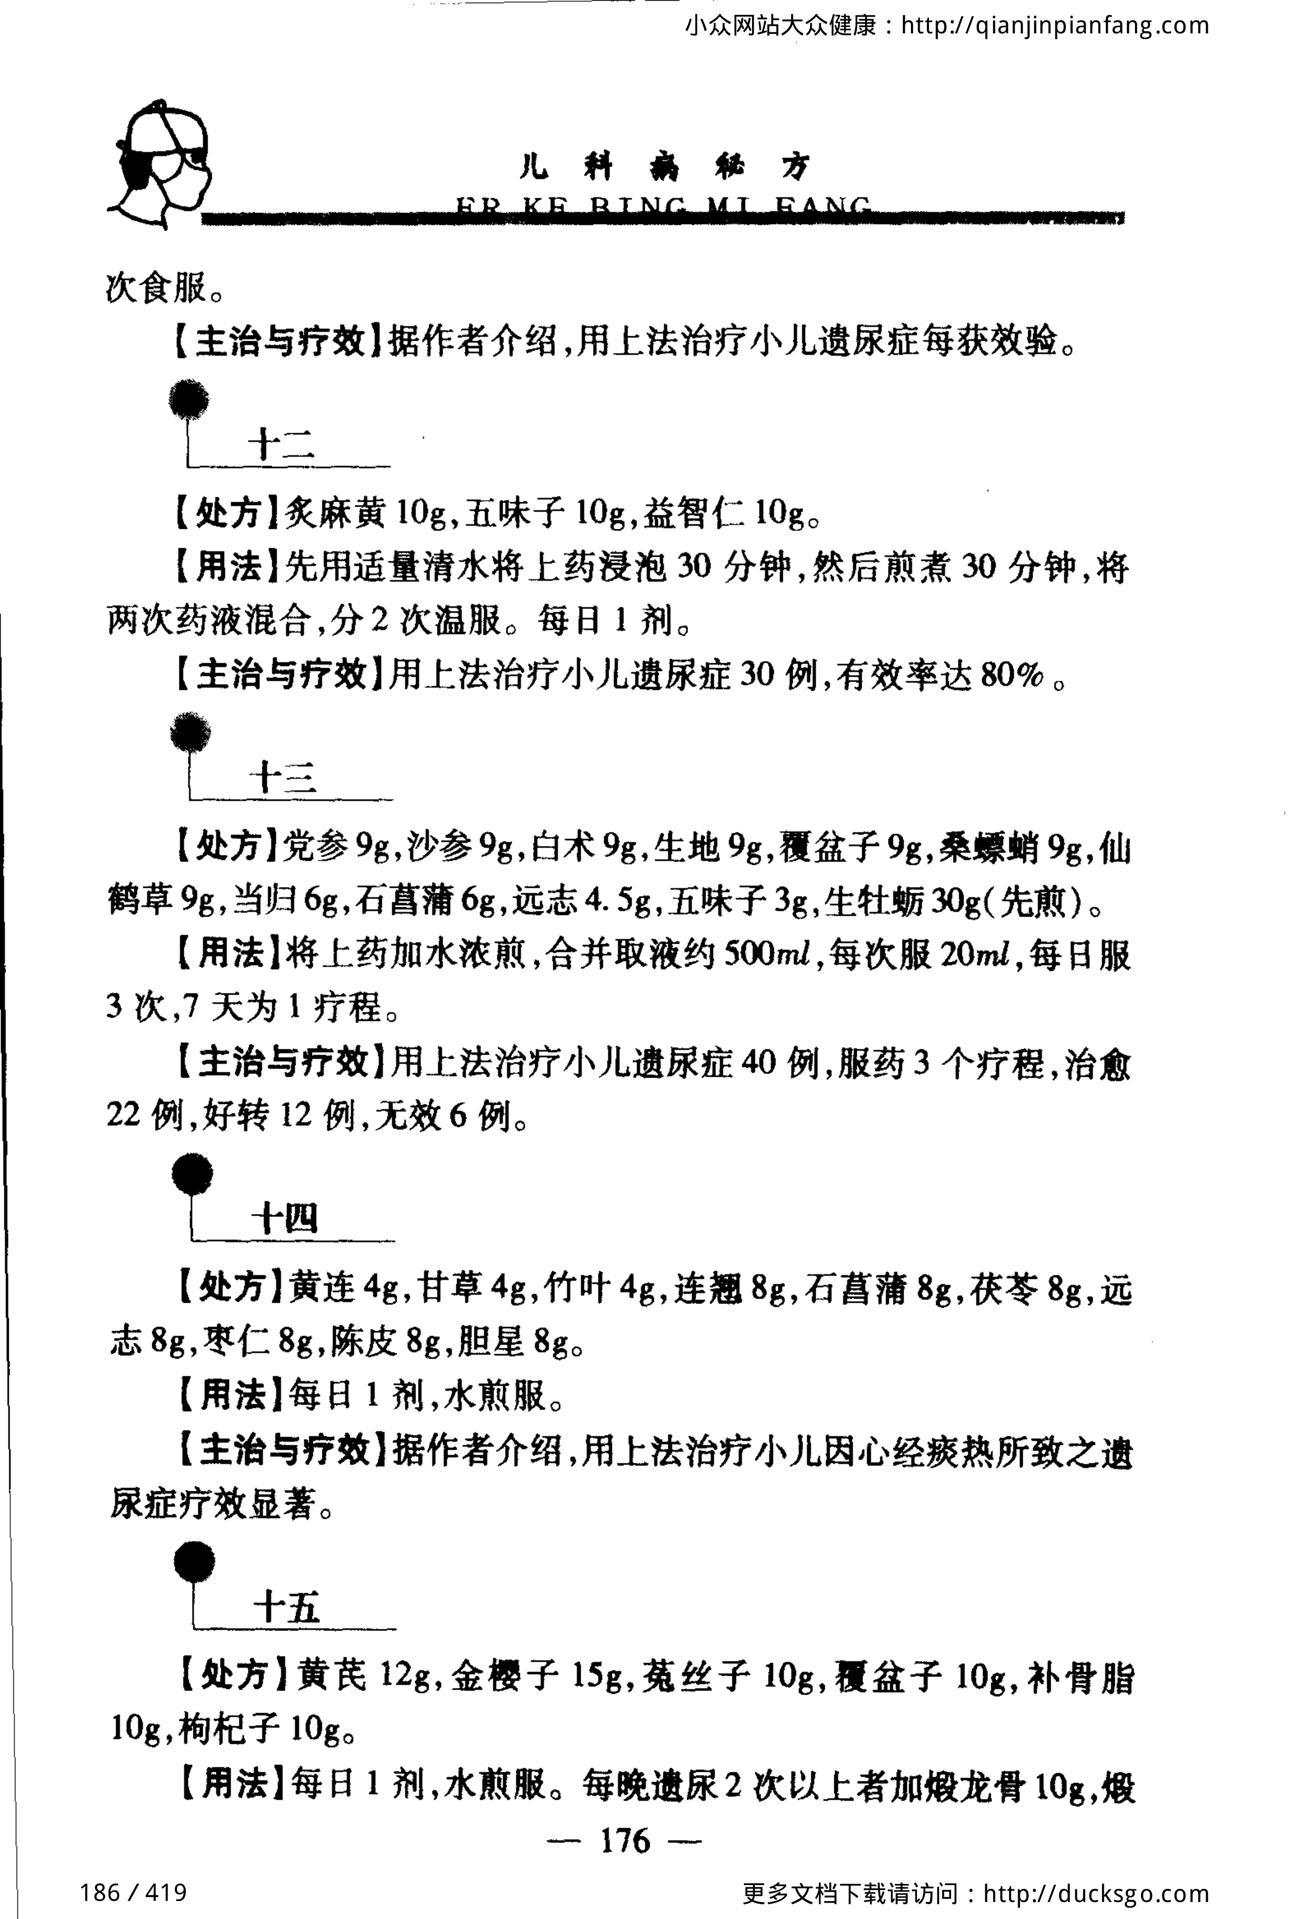 小众网站大众健康：http://qianjinpianfang.com
儿科病秘方
ER KE BING MI FANG
次食服。
【主治与疗效】据作者介绍,用上法治疗小儿遗尿症每获效验。
十二
【处方】炙麻黄 10g,五味子 10g,益智仁 10g。
【用法】先用适量清水将上药浸泡 30 分钟,然后煎煮 30 分钟,将
两次药液混合,分 2 次温服。每日 1 剂。
【主治与疗效】用上法治疗小儿遗尿症 30 例,有效率达 80%。
十三
【处方】党参 9g,沙参 9g,白术 9g,生地 9g,覆盆子 9g,桑螵蛸 9g,仙
鹤草 9g,当归 6g,石菖蒲 6g,远志 4.5g,五味子 3g,生牡蛎 30g(先煎)。
【用法】将上药加水浓煎,合并取液约 500ml,每次服 20ml,每日服
3 次,7 天为 1 疗程。
【主治与疗效】用上法治疗小儿遗尿症 40 例,服药 3 个疗程,治愈
22 例,好转 12 例,无效 6 例。
十四
【处方】黄连 4g,甘草 4g,竹叶 4g,连翘 8g,石菖蒲 8g,茯苓 8g,远
志 8g,枣仁 8g,陈皮 8g,胆星 8g。
【用法】每日 1 剂,水煎服。
【主治与疗效】据作者介绍,用上法治疗小儿因心经痰热所致之遗
尿症疗效显著。
十五
【处方】黄芪 12g,金樱子 15g,菟丝子 10g,覆盆子 10g,补骨脂
10g,枸杞子 10g。
【用法】每日 1 剂,水煎服。每晚遗尿 2 次以上者加煅龙骨 10g,煅
— 176 —
186 / 419
更多文档下载请访问：http://ducksgo.com